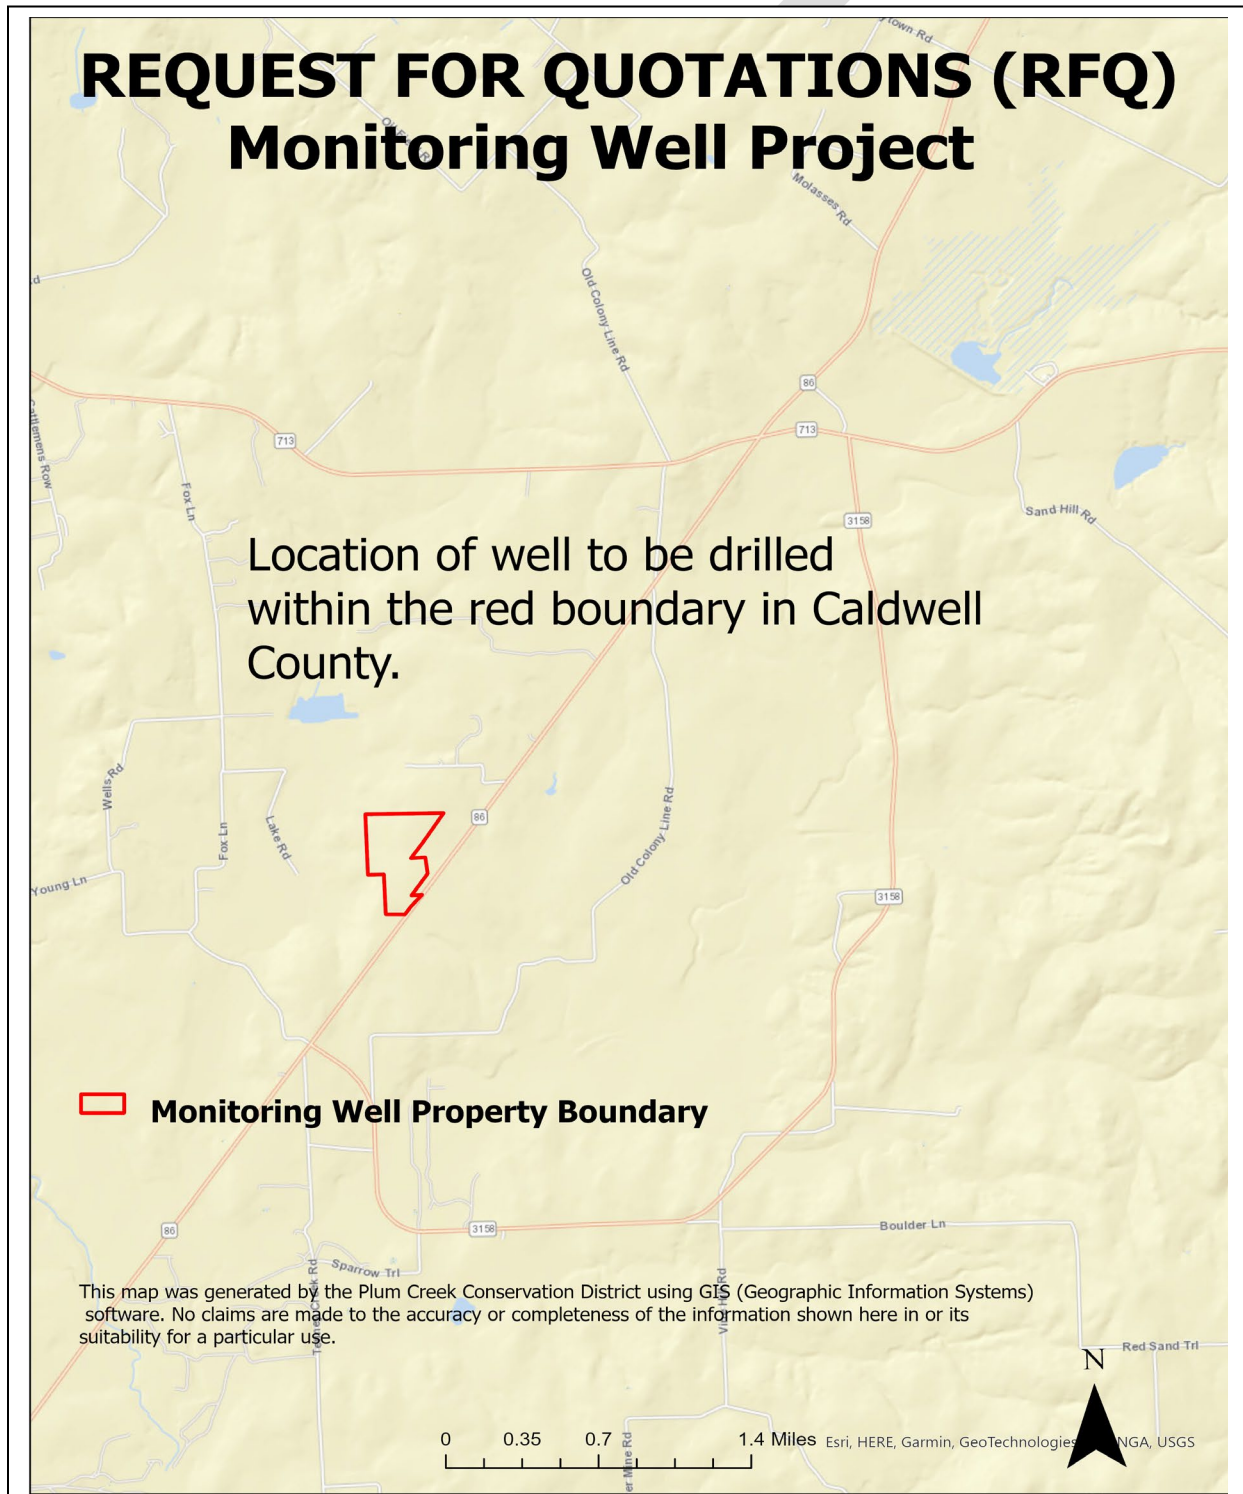 REQUEST FOR QUOTATIONS (RFQ)
Monitoring Well Project
Molasses Rd
Old Colony Line Rd
86
713
713
Cattlemens Row
Fox Ln
3158
Sand Hill Rd
Location of well to be drilled
within the red boundary in Caldwell
County.
Wells Rd
Fox Ln
Lake Rd
86
Old Colony Line Rd
Young Ln
3158
Monitoring Well Property Boundary
86
3158
Boulder Ln
Sparrow Trl
This map was generated by the Plum Creek Conservation District using GIS (Geographic Information Systems)
software. No claims are made to the accuracy or completeness of the information shown here in or its
suitability for a particular use.
Red Sand Trl
N
0 0.35 0.7 1.4 Miles
Esri, HERE, Garmin, GeoTechnologies NGA, USGS